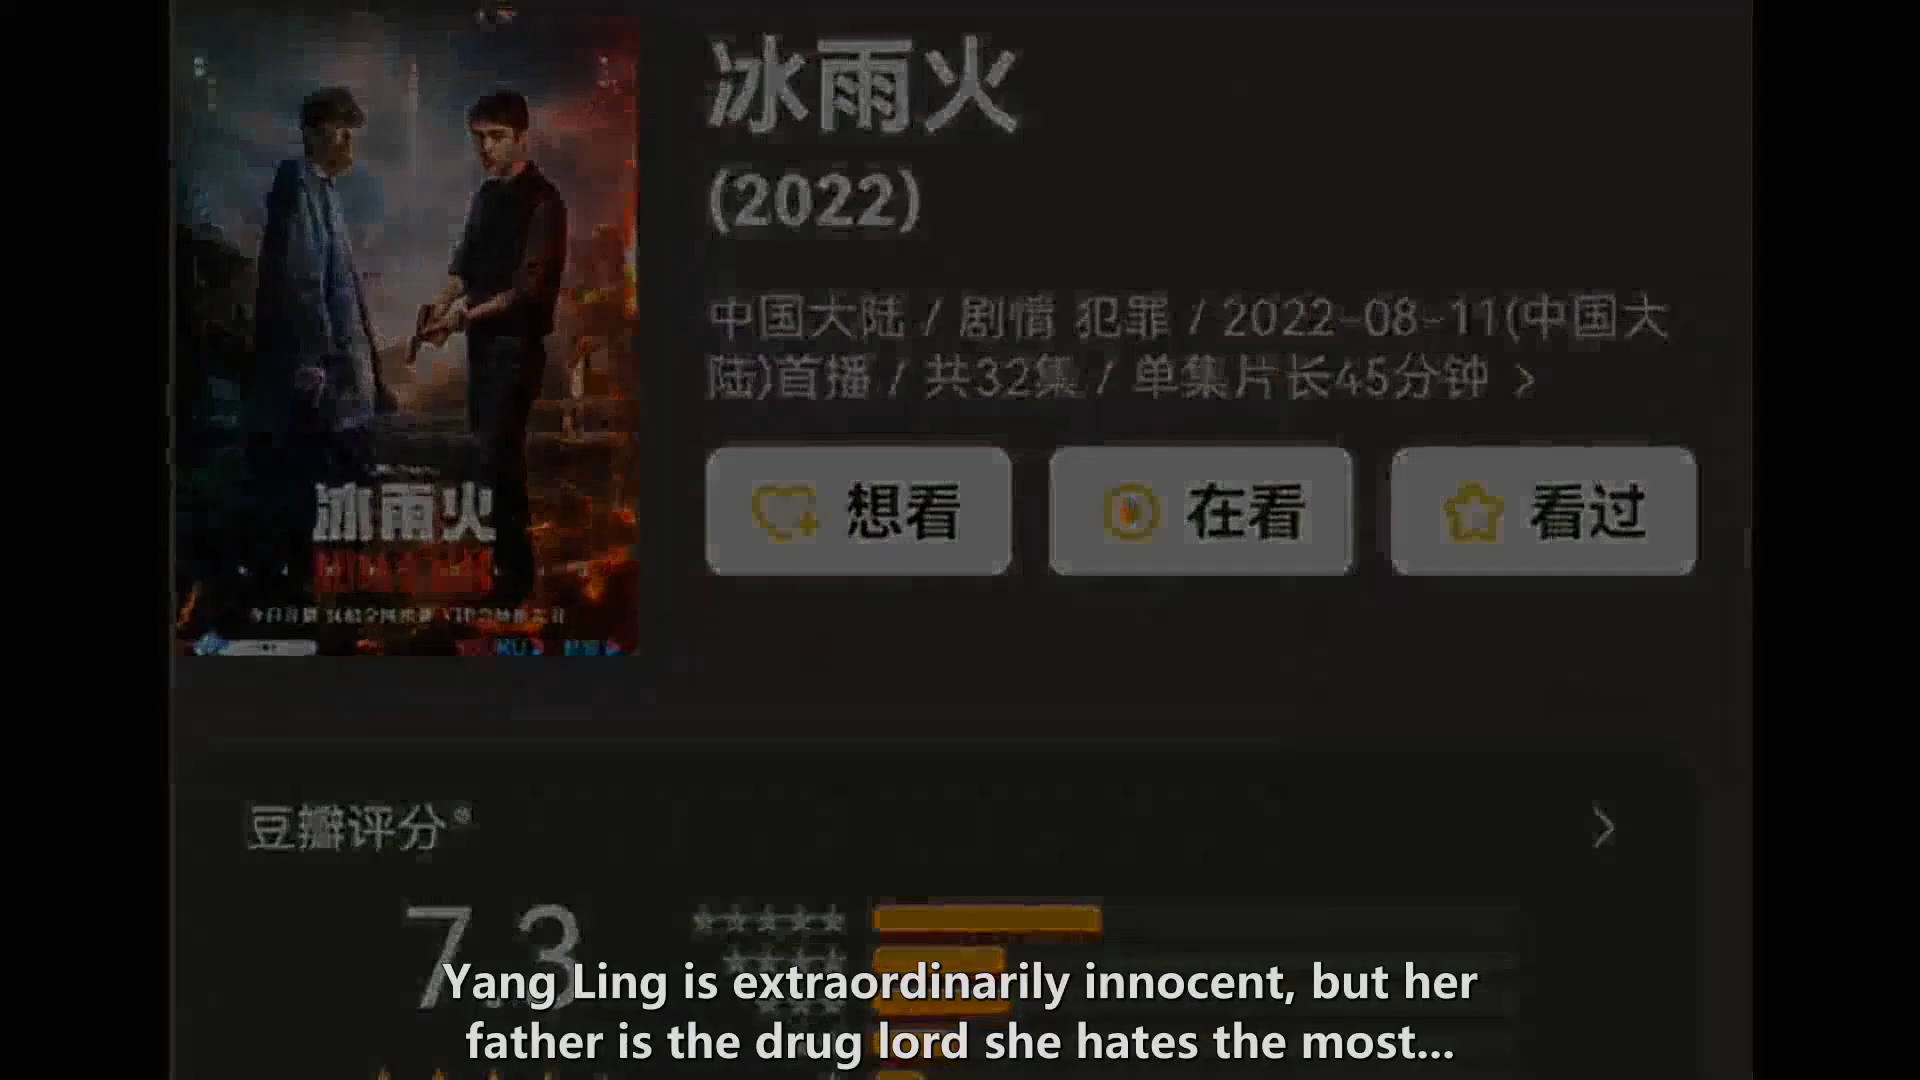 冰雨火
(2022)
中国大陆 / 剧情 犯罪 / 2022-08-11(中国大
陆)首播 / 共32集 / 单集片长45分钟 >
想看
在看
看过
冰雨火
豆瓣评分®
7.3
Yang Ling is extraordinarily innocent, but her
father is the drug lord she hates the most...